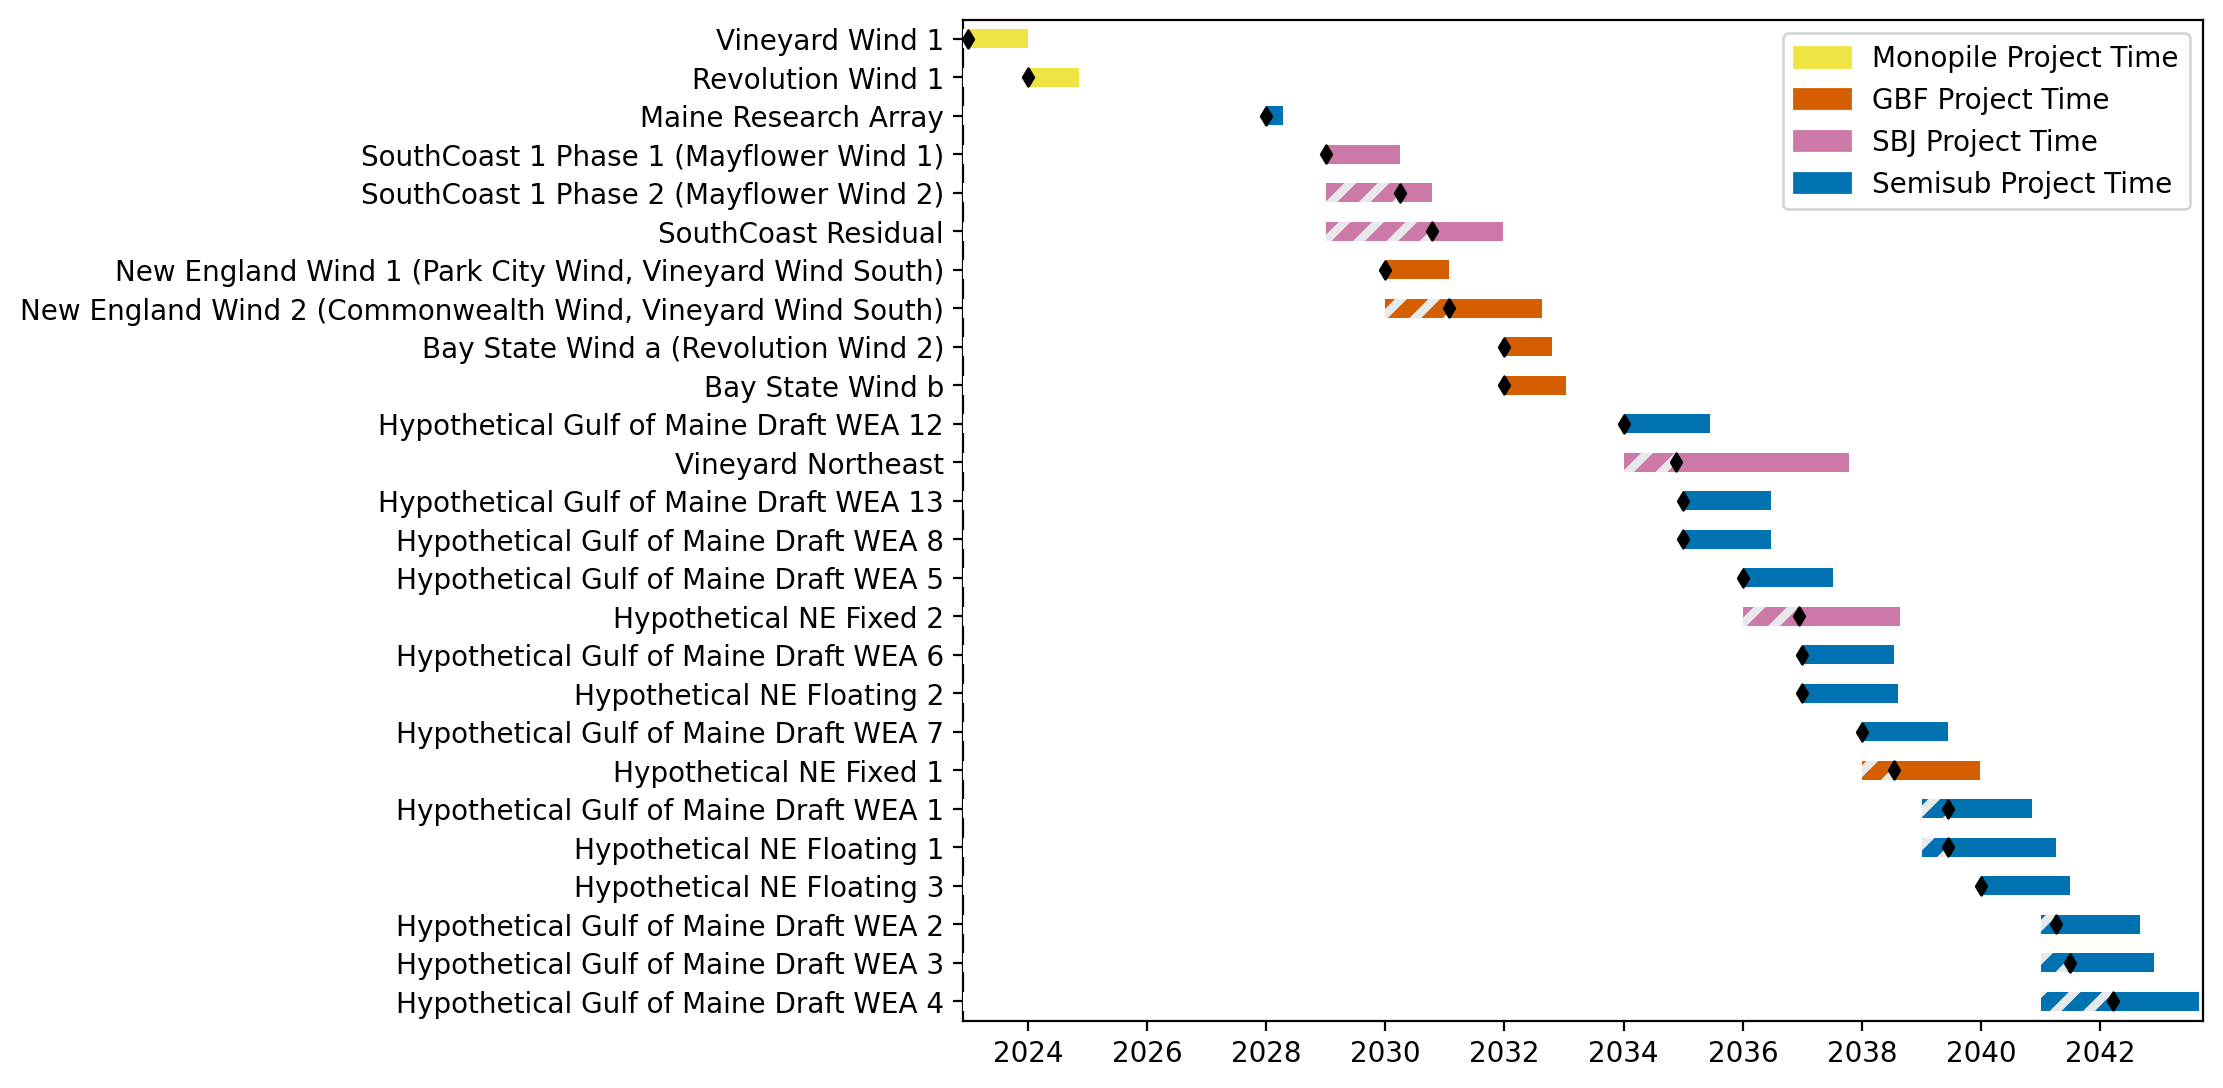 Vineyard Wind 1
Revolution Wind 1
Maine Research Array
SouthCoast 1 Phase 1 (Mayflower Wind 1)
SouthCoast 1 Phase 2 (Mayflower Wind 2)
SouthCoast Residual
New England Wind 1 (Park City Wind, Vineyard Wind South)
New England Wind 2 (Commonwealth Wind, Vineyard Wind South)
Bay State Wind a (Revolution Wind 2)
Bay State Wind b
Hypothetical Gulf of Maine Draft WEA 12
Vineyard Northeast
Hypothetical Gulf of Maine Draft WEA 13
Hypothetical Gulf of Maine Draft WEA 8
Hypothetical Gulf of Maine Draft WEA 5
Hypothetical NE Fixed 2
Hypothetical Gulf of Maine Draft WEA 6
Hypothetical NE Floating 2
Hypothetical Gulf of Maine Draft WEA 7
Hypothetical NE Fixed 1
Hypothetical Gulf of Maine Draft WEA 1
Hypothetical NE Floating 1
Hypothetical NE Floating 3
Hypothetical Gulf of Maine Draft WEA 2
Hypothetical Gulf of Maine Draft WEA 3
Hypothetical Gulf of Maine Draft WEA 4
Monopile Project Time
GBF Project Time
SBJ Project Time
Semisub Project Time
2024 2026 2028 2030 2032 2034 2036 2038 2040 2042